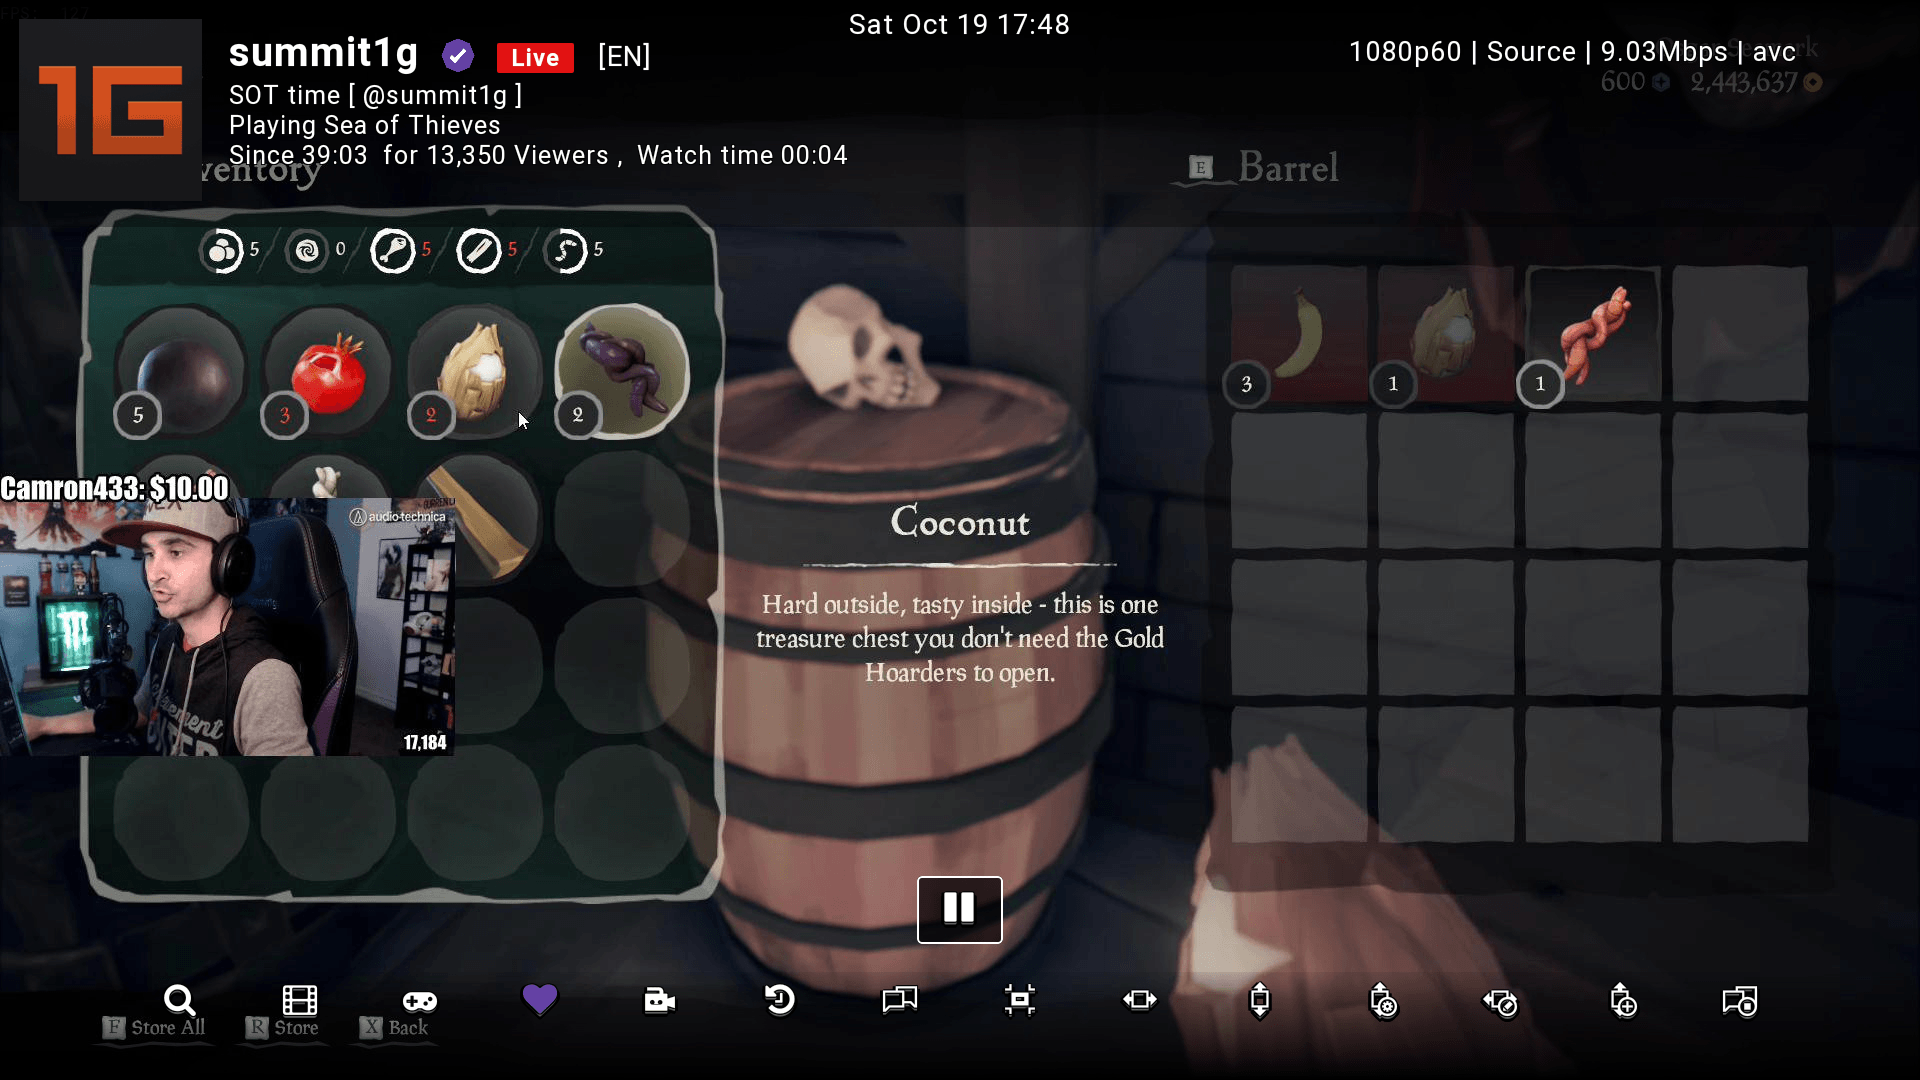 Sat Oct 19 17:48
1G
summit1g Live [EN]
SOT time [ @summit1g ]
Playing Sea of Thieves
Since 39:03 for 13,350 Viewers , Watch time 00:04
1080p60 | Source | 9.03Mbps | avc
600 2,443,637
ventory
E Barrel
5 0 5 5 5
5 3 2 2
3 1 1
Camron433: $10.00
audio-technica
17,184
Coconut
Hard outside, tasty inside - this is one
treasure chest you don't need the Gold
Hoarders to open.
F Store All R Store X Back